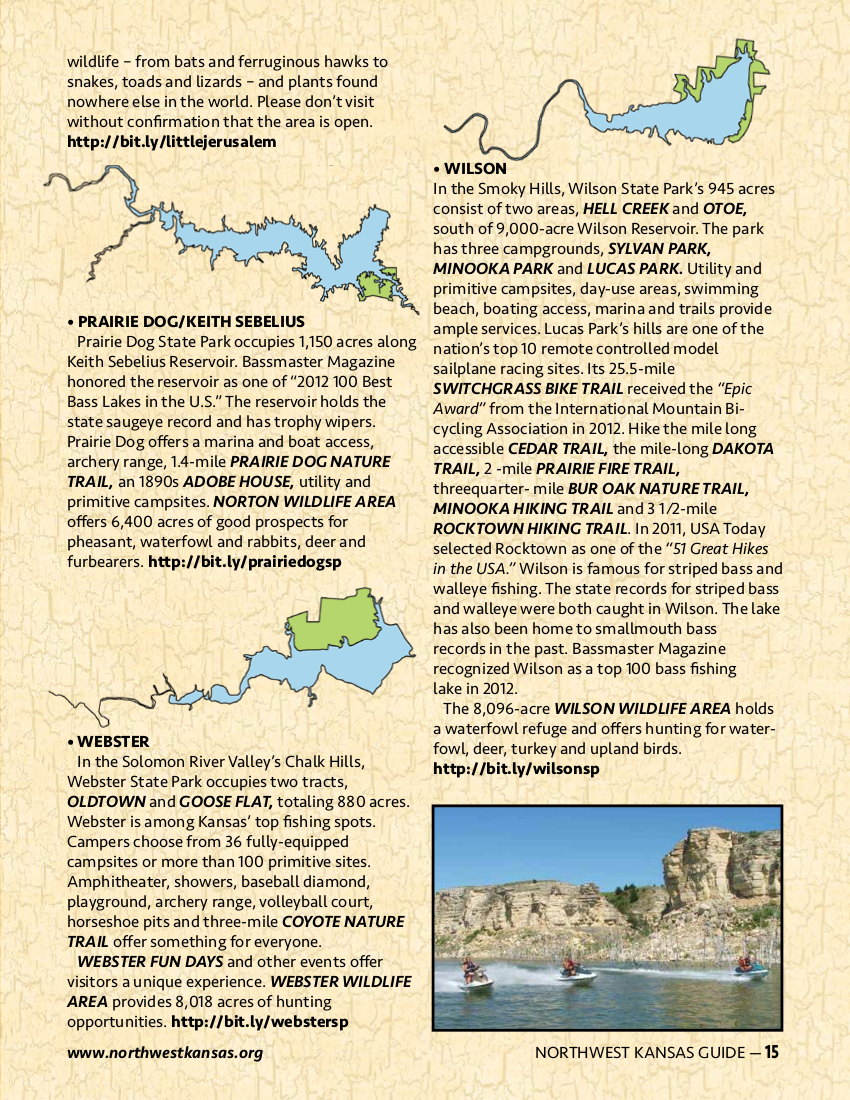 wildlife – from bats and ferruginous hawks to
snakes, toads and lizards – and plants found
nowhere else in the world. Please don’t visit
without confirmation that the area is open.
http://bit.ly/littlejerusalem
• PRAIRIE DOG/KEITH SEBELIUS
Prairie Dog State Park occupies 1,150 acres along
Keith Sebelius Reservoir. Bassmaster Magazine
honored the reservoir as one of “2012 100 Best
Bass Lakes in the U.S.” The reservoir holds the
state saugeye record and has trophy wipers.
Prairie Dog offers a marina and boat access,
archery range, 1.4-mile PRAIRIE DOG NATURE
TRAIL, an 1890s ADOBE HOUSE, utility and
primitive campsites. NORTON WILDLIFE AREA
offers 6,400 acres of good prospects for
pheasant, waterfowl and rabbits, deer and
furbearers. http://bit.ly/prairiedogsp
• WEBSTER
In the Solomon River Valley’s Chalk Hills,
Webster State Park occupies two tracts,
OLDTOWN and GOOSE FLAT, totaling 880 acres.
Webster is among Kansas’ top fishing spots.
Campers choose from 36 fully-equipped
campsites or more than 100 primitive sites.
Amphitheater, showers, baseball diamond,
playground, archery range, volleyball court,
horseshoe pits and three-mile COYOTE NATURE
TRAIL offer something for everyone.
WEBSTER FUN DAYS and other events offer
visitors a unique experience. WEBSTER WILDLIFE
AREA provides 8,018 acres of hunting
opportunities. http://bit.ly/webstersp
• WILSON
In the Smoky Hills, Wilson State Park’s 945 acres
consist of two areas, HELL CREEK and OTOE,
south of 9,000-acre Wilson Reservoir. The park
has three campgrounds, SYLVAN PARK,
MINOOKA PARK and LUCAS PARK. Utility and
primitive campsites, day-use areas, swimming
beach, boating access, marina and trails provide
ample services. Lucas Park’s hills are one of the
nation’s top 10 remote controlled model
sailplane racing sites. Its 25.5-mile
SWITCHGRASS BIKE TRAIL received the “Epic
Award” from the International Mountain Bi-
cycling Association in 2012. Hike the mile long
accessible CEDAR TRAIL, the mile-long DAKOTA
TRAIL, 2 -mile PRAIRIE FIRE TRAIL,
threequarter- mile BUR OAK NATURE TRAIL,
MINOOKA HIKING TRAIL and 3 1/2-mile
ROCKTOWN HIKING TRAIL. In 2011, USA Today
selected Rocktown as one of the “51 Great Hikes
in the USA.” Wilson is famous for striped bass and
walleye fishing. The state records for striped bass
and walleye were both caught in Wilson. The lake
has also been home to smallmouth bass
records in the past. Bassmaster Magazine
recognized Wilson as a top 100 bass fishing
lake in 2012.
The 8,096-acre WILSON WILDLIFE AREA holds
a waterfowl refuge and offers hunting for water-
fowl, deer, turkey and upland birds.
http://bit.ly/wilsonsp
www.northwestkansas.org
NORTHWEST KANSAS GUIDE — 15